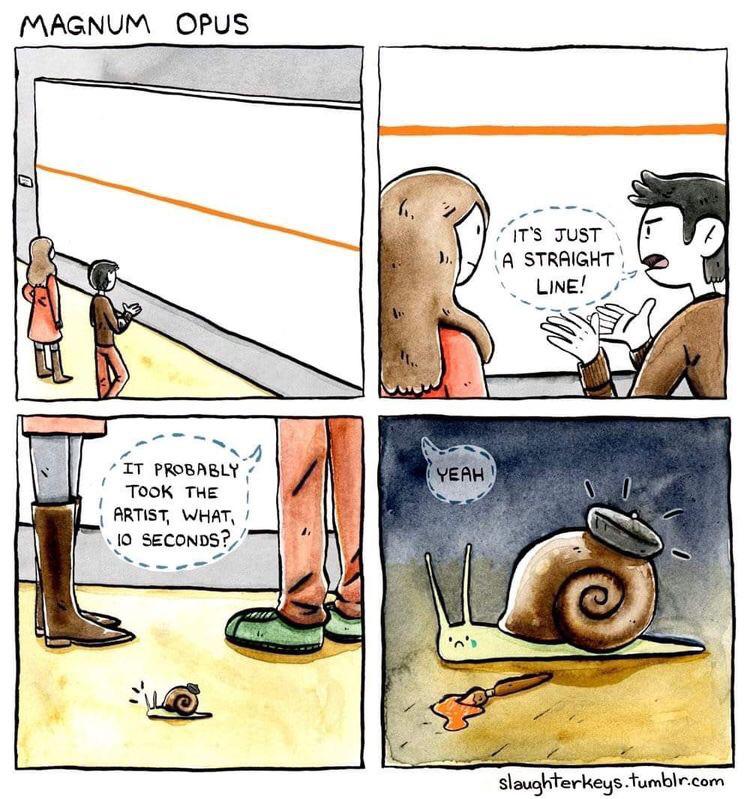 MAGNUM OPUS
IT'S JUST
A STRAIGHT
LINE!
IT PROBABLY
TOOK THE
ARTIST, WHAT,
10 SECONDS?
YEAH
slaughterkeys.tumblr.com